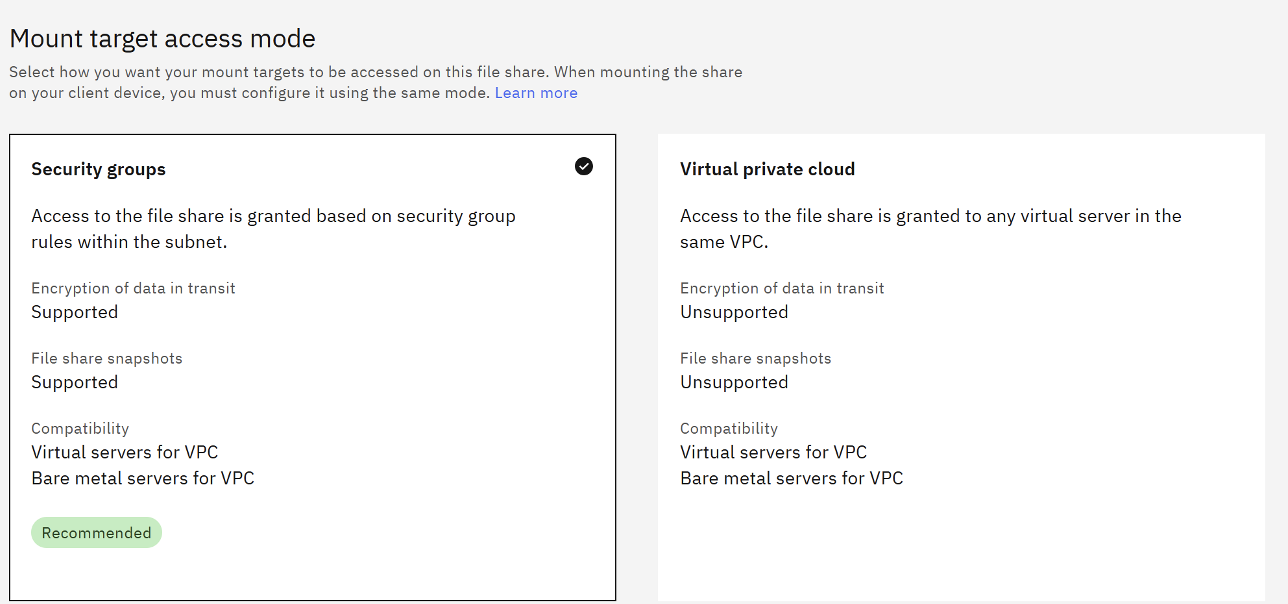 Mount target access mode
Select how you want your mount targets to be accessed on this file share. When mounting the share
on your client device, you must configure it using the same mode. Learn more
Security groups
Access to the file share is granted based on security group
rules within the subnet.
Encryption of data in transit
Supported
File share snapshots
Supported
Compatibility
Virtual servers for VPC
Bare metal servers for VPC
Recommended
Virtual private cloud
Access to the file share is granted to any virtual server in the
same VPC.
Encryption of data in transit
Unsupported
File share snapshots
Unsupported
Compatibility
Virtual servers for VPC
Bare metal servers for VPC